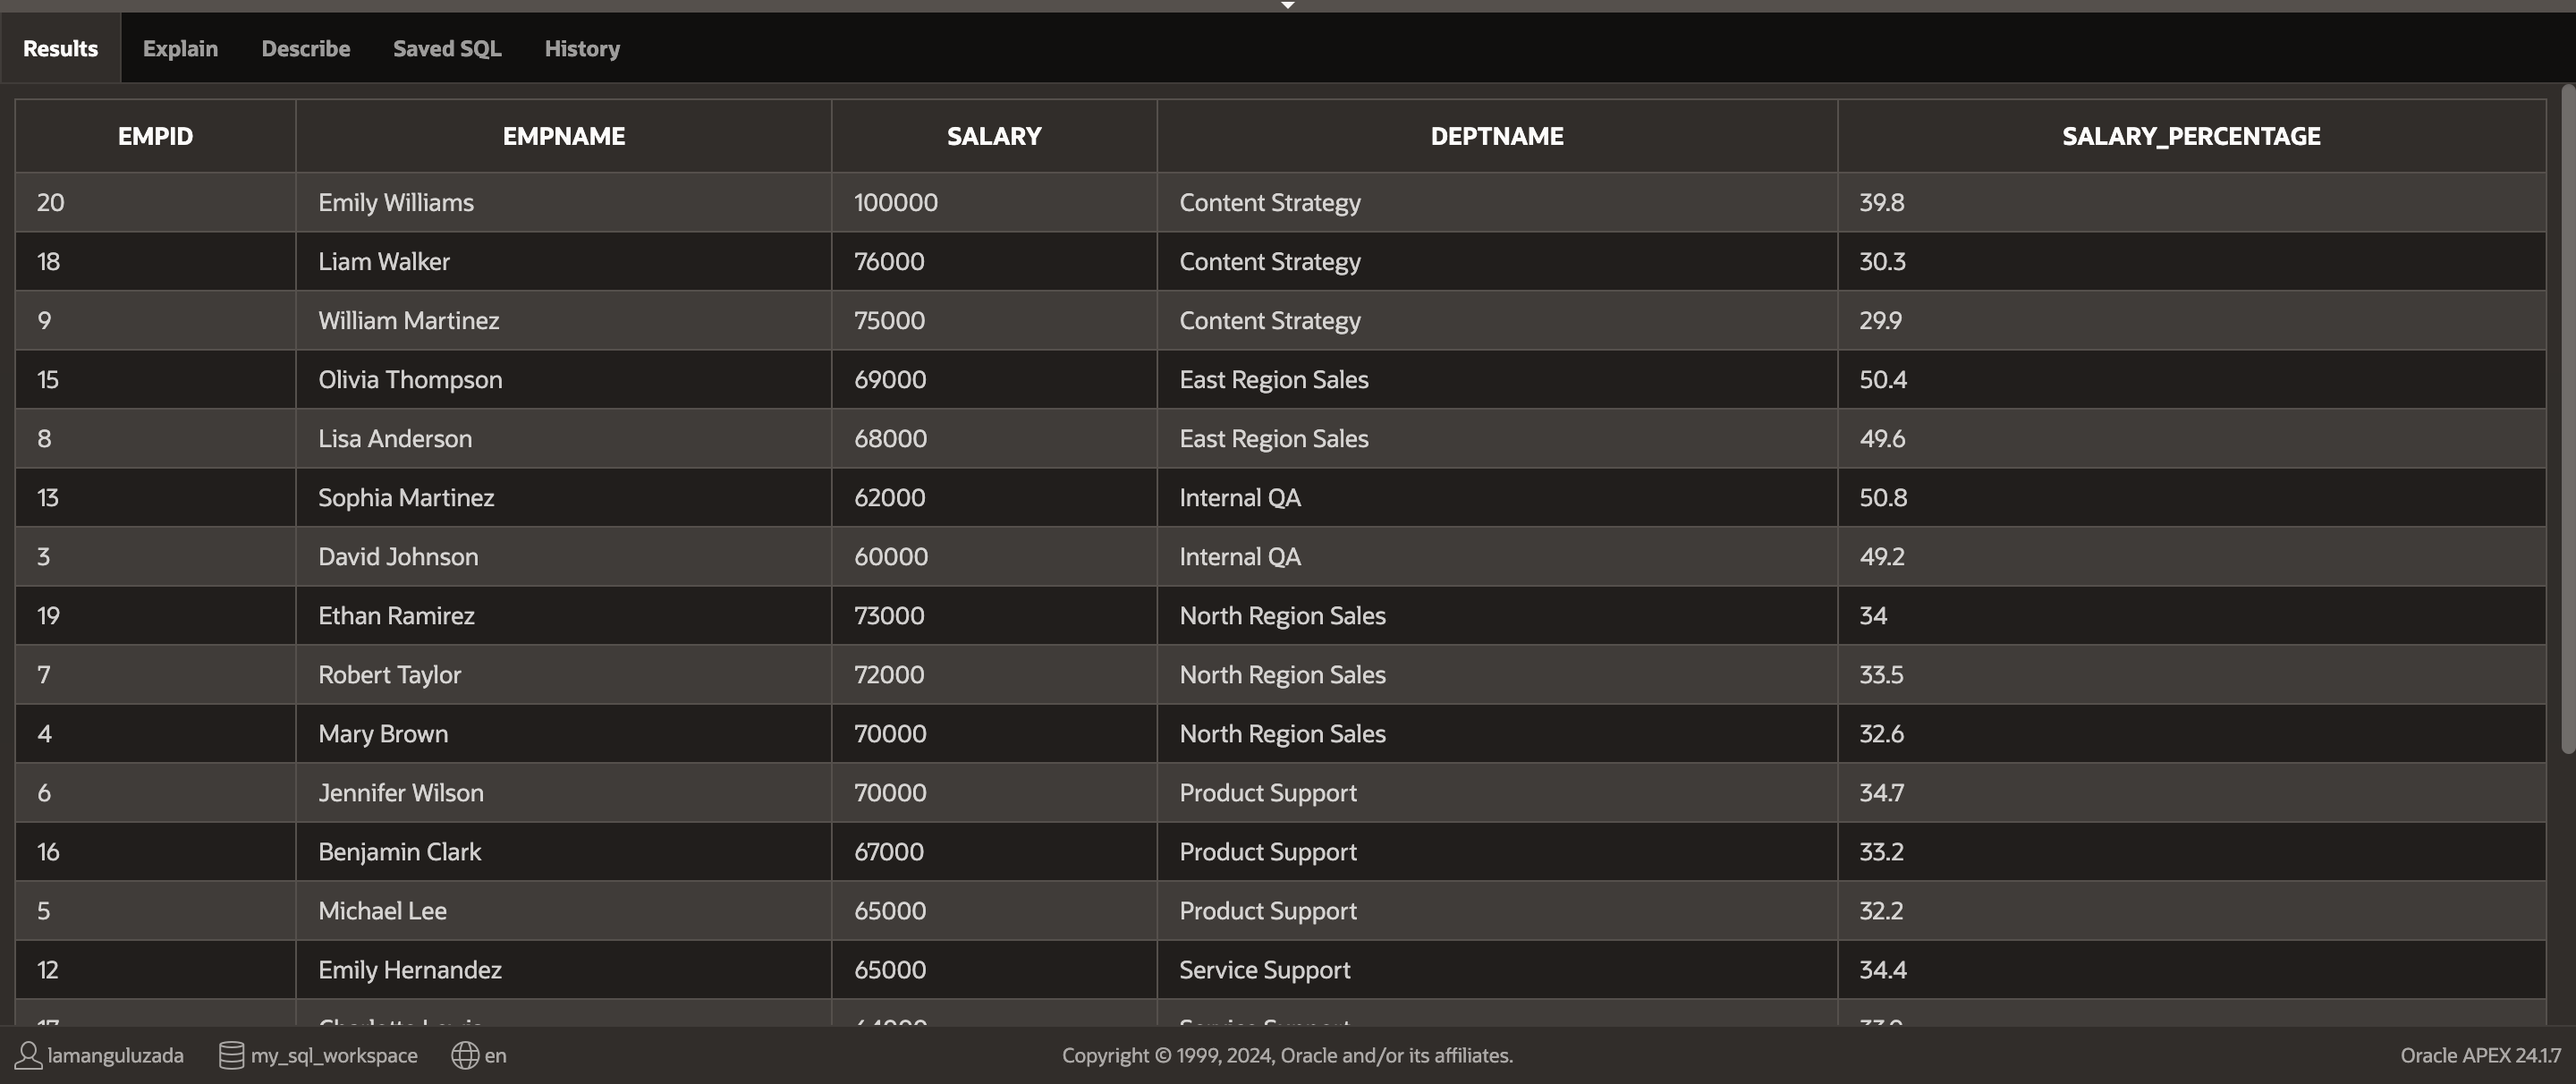 Results Explain Describe Saved SQL History
EMPID EMPNAME SALARY DEPTNAME SALARY_PERCENTAGE
20 Emily Williams 100000 Content Strategy 39.8
18 Liam Walker 76000 Content Strategy 30.3
9 William Martinez 75000 Content Strategy 29.9
15 Olivia Thompson 69000 East Region Sales 50.4
8 Lisa Anderson 68000 East Region Sales 49.6
13 Sophia Martinez 62000 Internal QA 50.8
3 David Johnson 60000 Internal QA 49.2
19 Ethan Ramirez 73000 North Region Sales 34
7 Robert Taylor 72000 North Region Sales 33.5
4 Mary Brown 70000 North Region Sales 32.6
6 Jennifer Wilson 70000 Product Support 34.7
16 Benjamin Clark 67000 Product Support 33.2
5 Michael Lee 65000 Product Support 32.2
12 Emily Hernandez 65000 Service Support 34.4
lamanguluzada my_sql_workspace en Copyright © 1999, 2024, Oracle and/or its affiliates. Oracle APEX 24.1.7